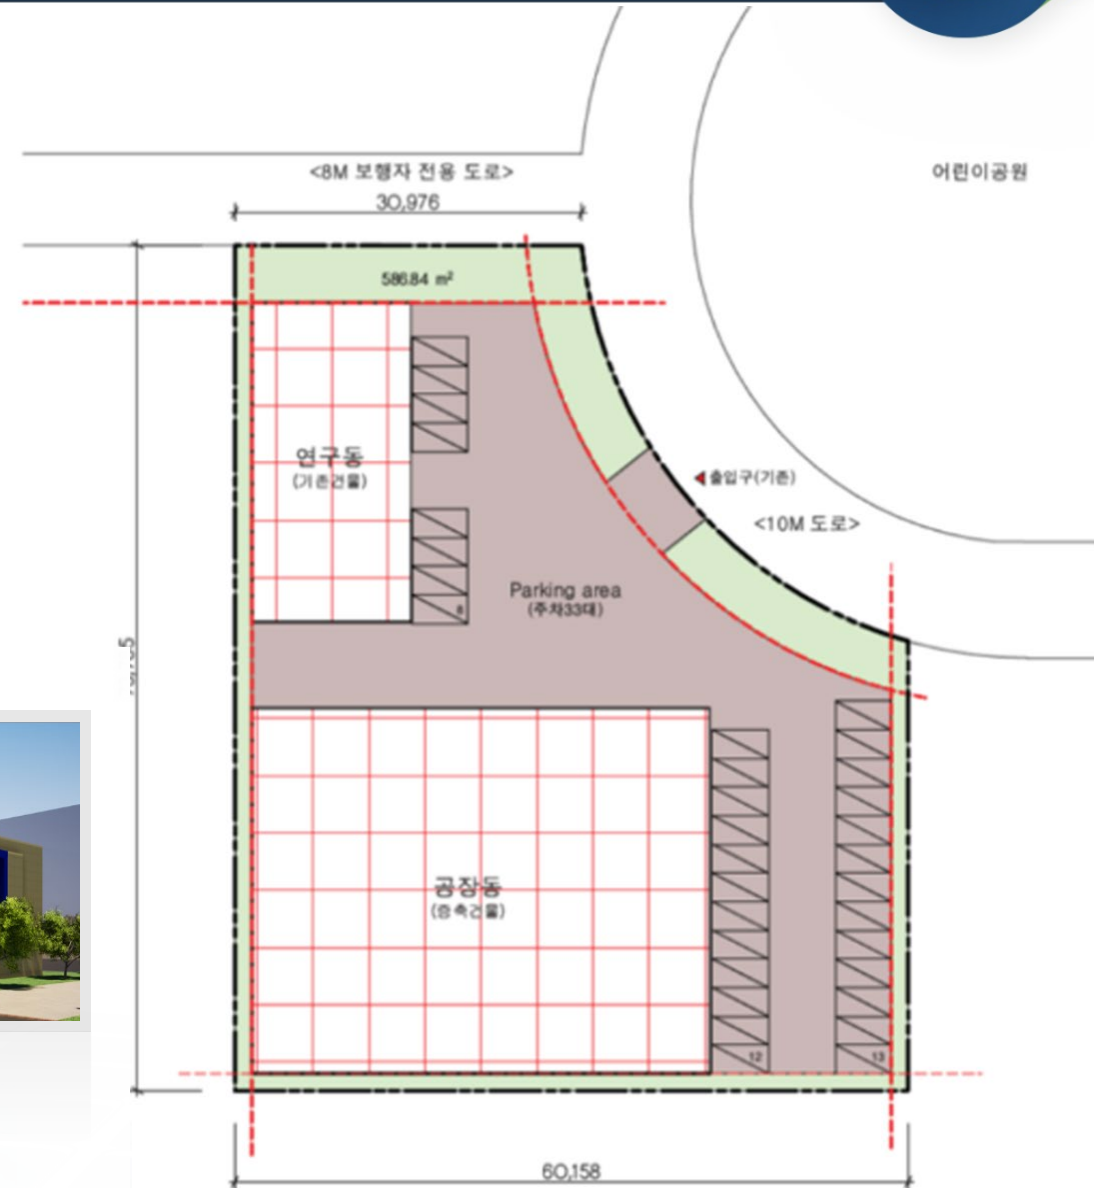 <8M 보행자 전용 도로>
30,976
어린이공원
586.84 m²
연구동
(기존건물)
출입구(기존)
<10M 도로>
8
Parking area
(주차33대)
공장동
(증축건물)
12
13
60,158